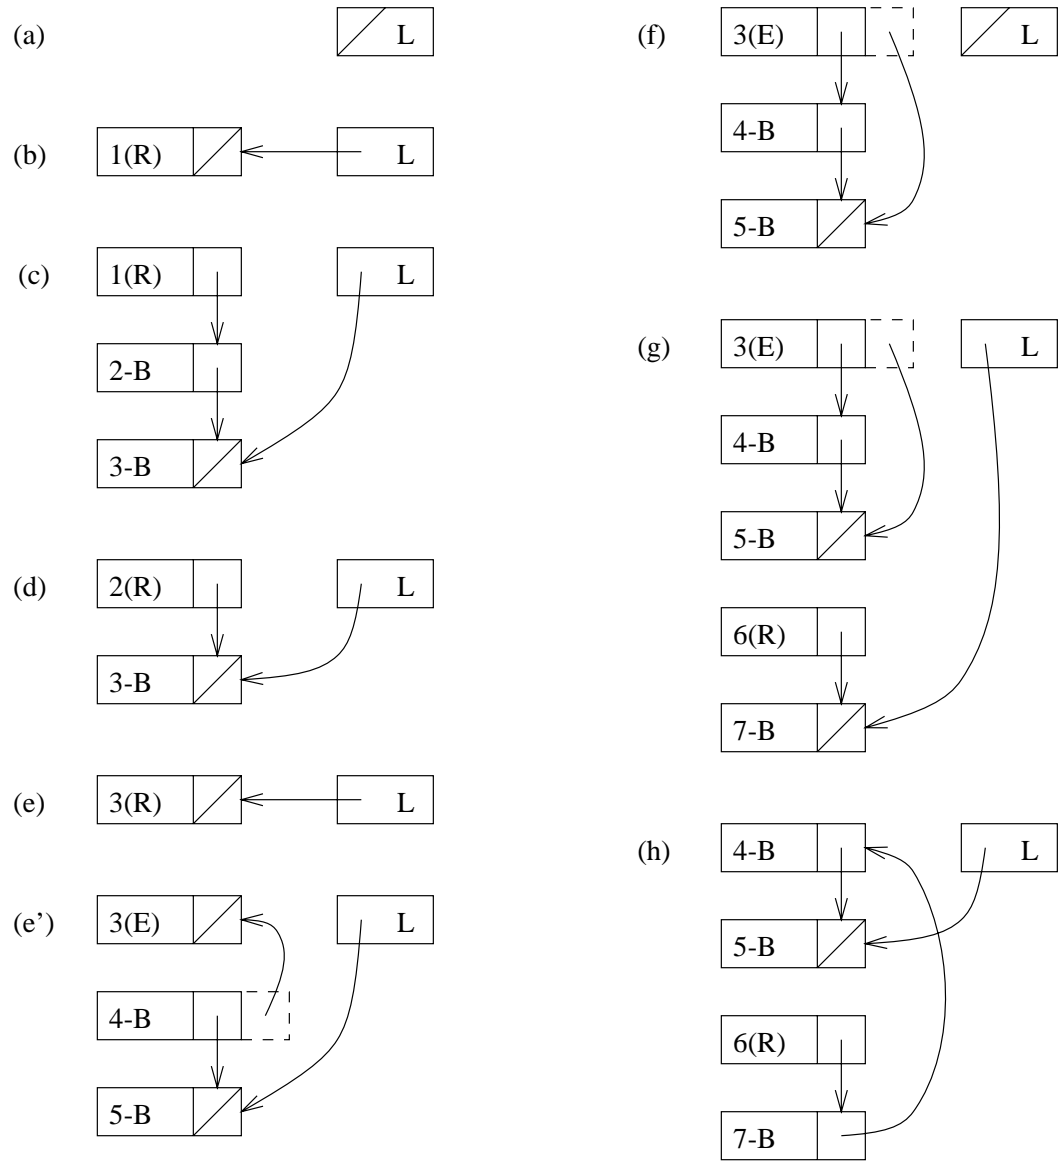 (a)
L
(b)
1(R)
L
(c)
1(R)
L
2-B
3-B
(d)
2(R)
L
3-B
(e)
3(R)
L
(e’)
3(E)
L
4-B
5-B
(f)
3(E)
L
4-B
5-B
(g)
3(E)
L
4-B
5-B
6(R)
7-B
(h)
4-B
L
5-B
6(R)
7-B